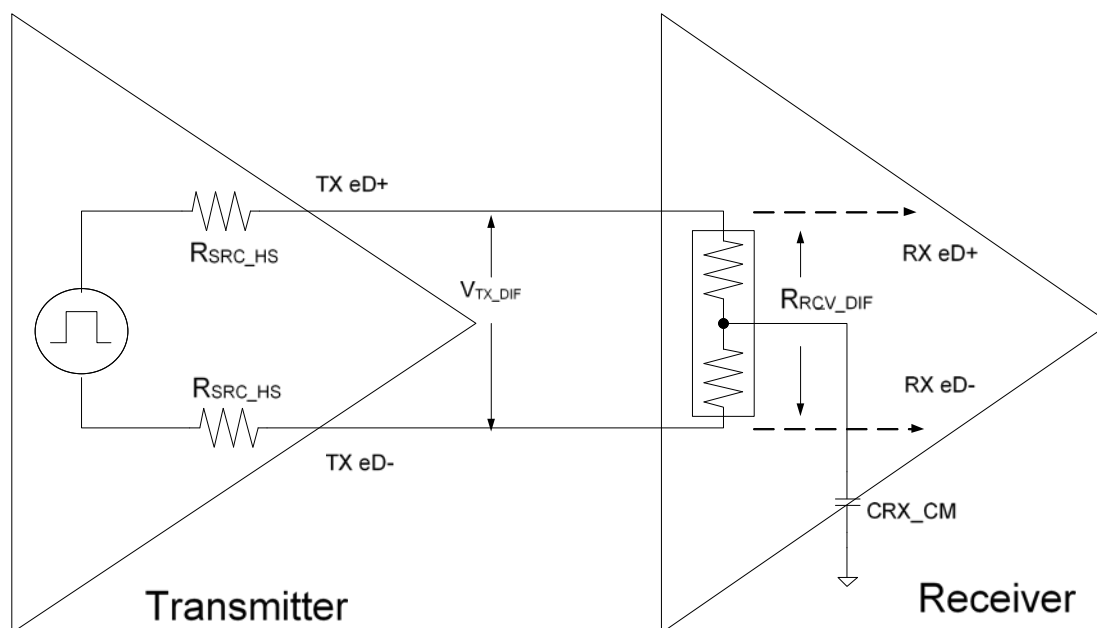 TX eD+
RSRC_HS
VTX_DIF
RX eD+
RRCV_DIF
RSRC_HS
RX eD-
TX eD-
CRX_CM
Transmitter
Receiver